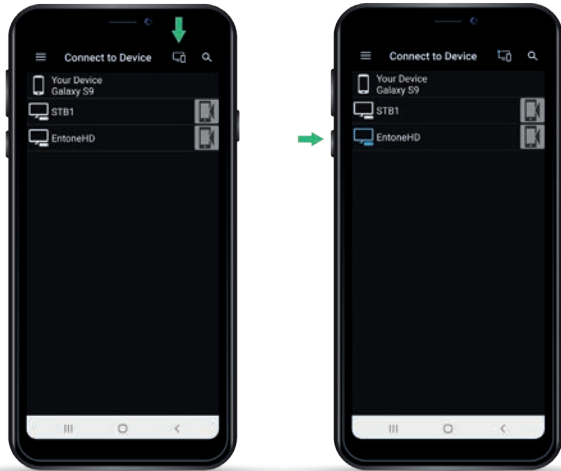 Connect to Device
Your Device
Galaxy S9
STB1
EntoneHD
Connect to Device
Your Device
Galaxy S9
STB1
EntoneHD